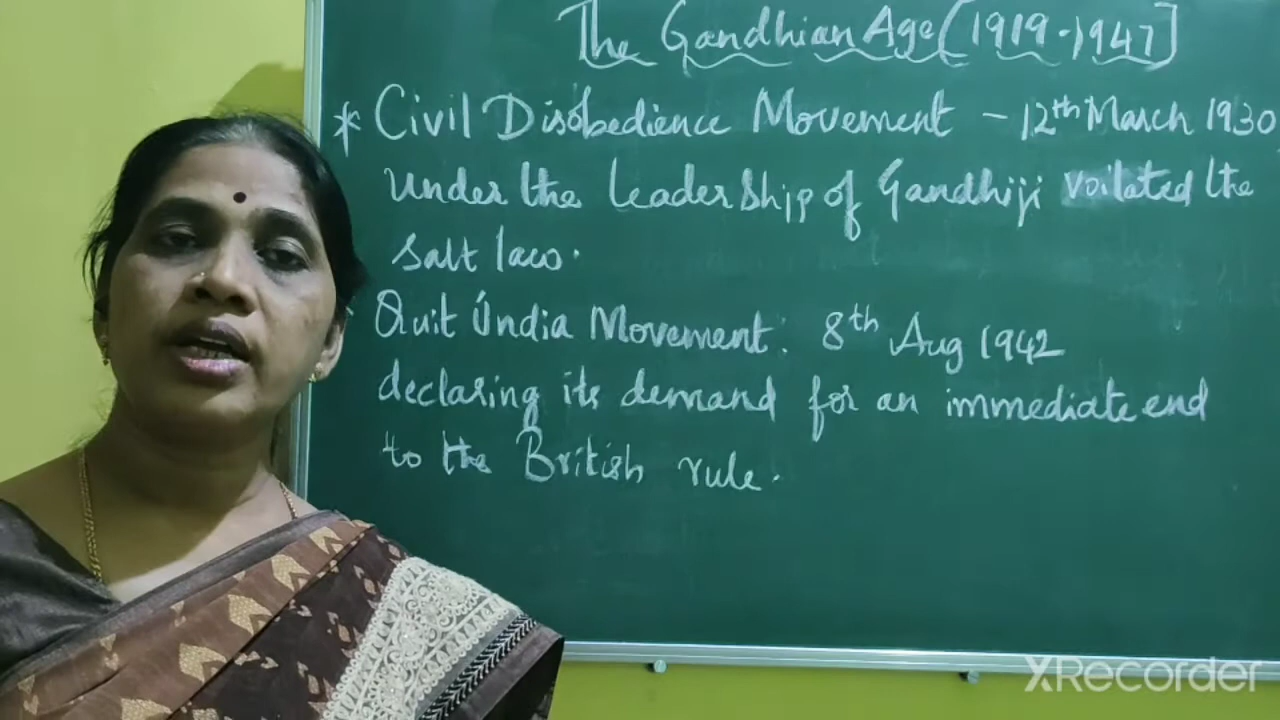 The Gandhian Age (1919-1947]
* Civil Disobedience Movement - 12th March 1930
under the leadership of Gandhiji voilated the
salt law.
Quit India Movement: 8th Aug 1942
declaring its demand for an immediate end
to the British rule.
XRecorder